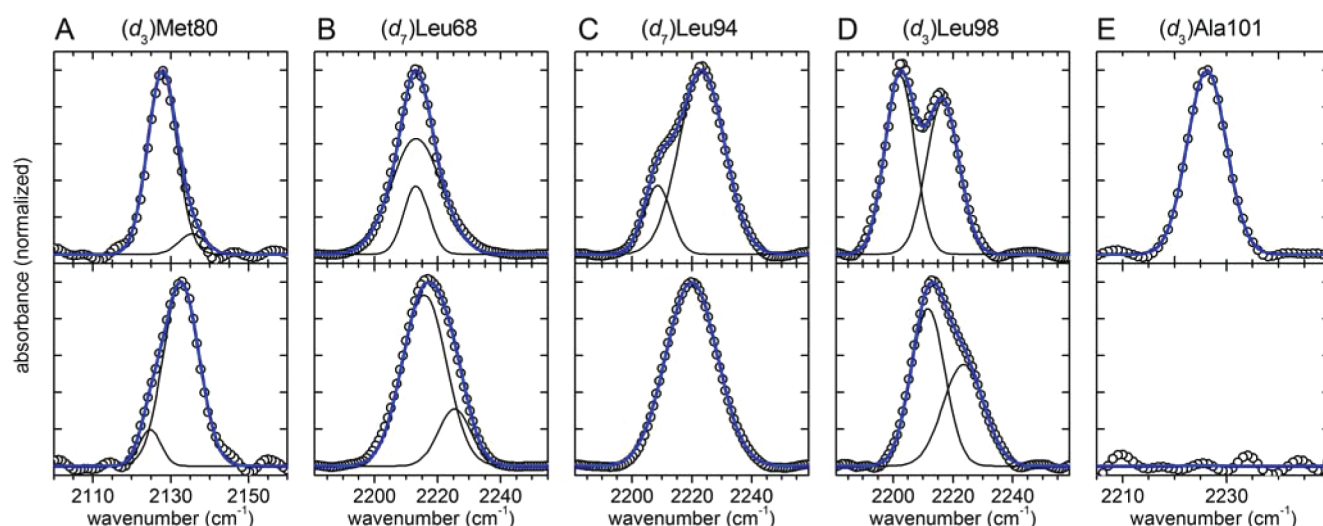 A (d₃)Met80 B (d₇)Leu68 C (d₇)Leu94 D (d₃)Leu98 E (d₃)Ala101
absorbance (normalized)
2110 2130 2150 2200 2220 2240 2200 2220 2240 2200 2220 2240 2210 2230
wavenumber (cm⁻¹) wavenumber (cm⁻¹) wavenumber (cm⁻¹) wavenumber (cm⁻¹) wavenumber (cm⁻¹)